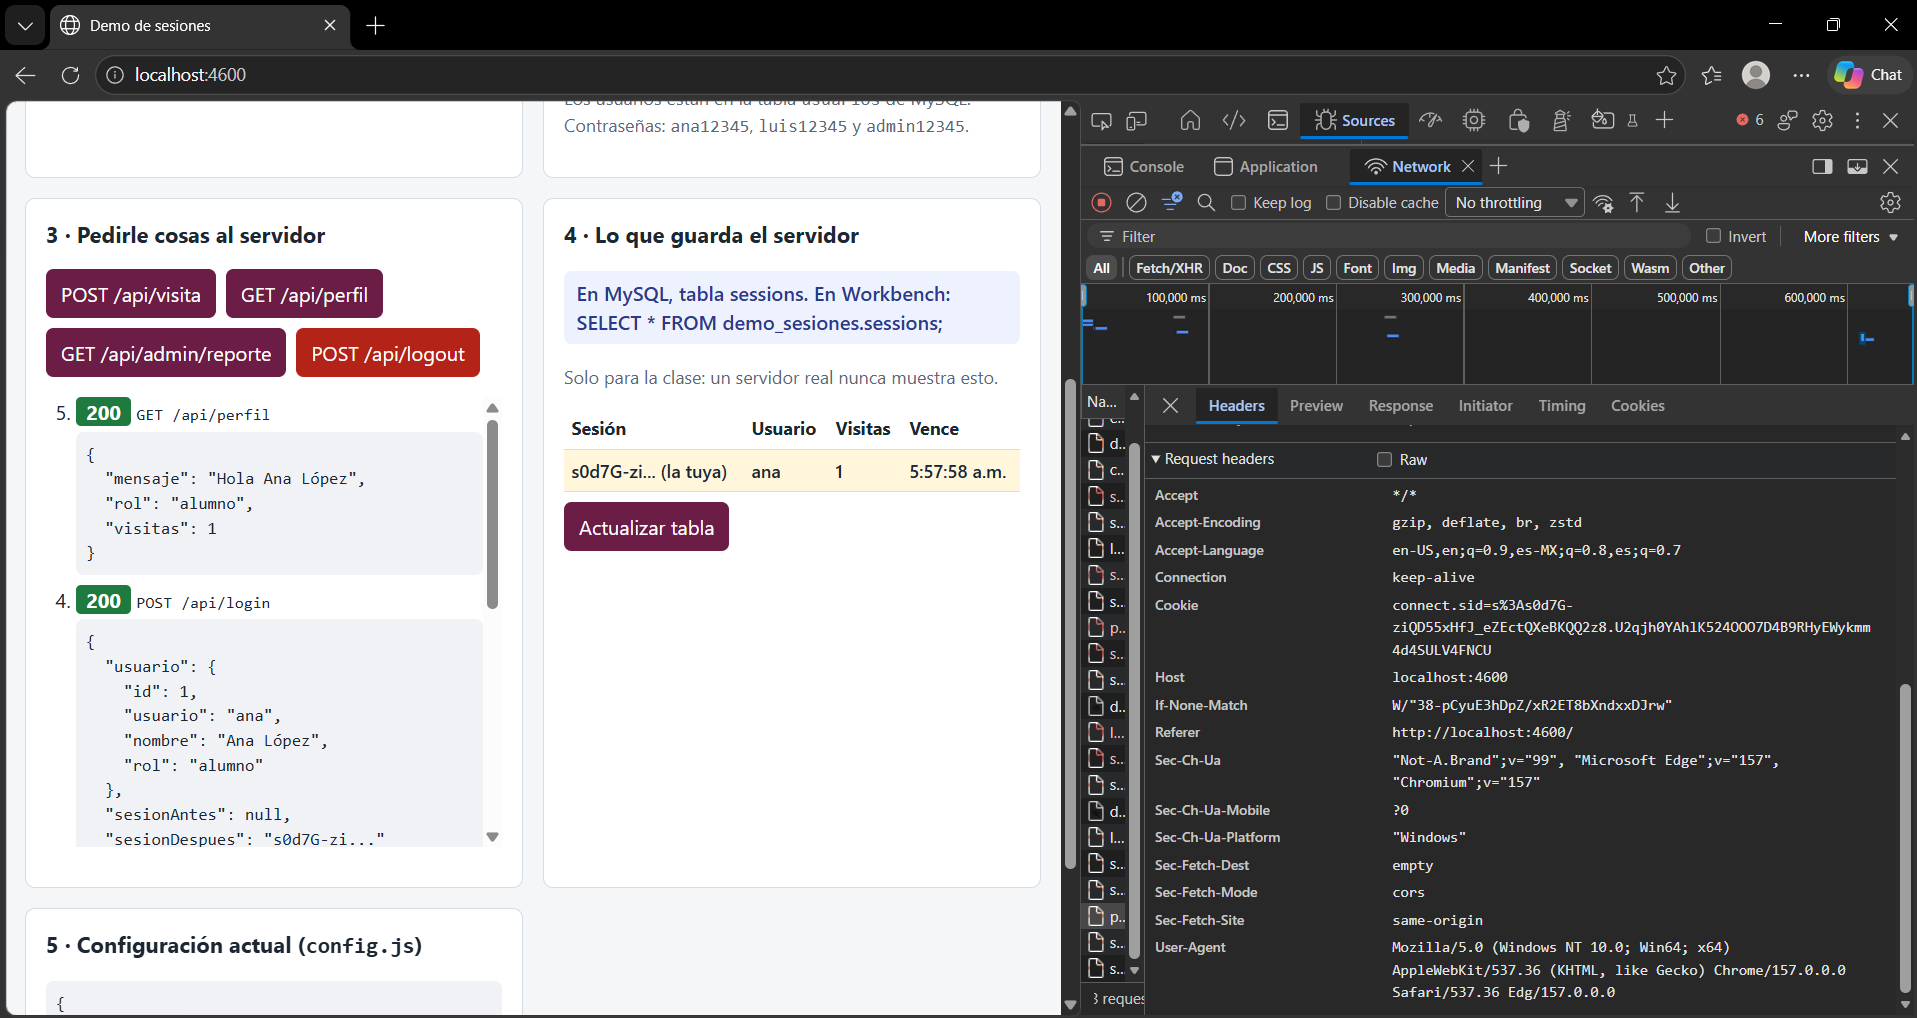 Demo de sesiones
localhost:4600
Chat
Los usuarios están en la tabla usuarios de MySQL.
Contraseñas: ana12345, luis12345 y admin12345.
3 · Pedirle cosas al servidor
POST /api/visita
GET /api/perfil
GET /api/admin/reporte
POST /api/logout
5. 200 GET /api/perfil
{
"mensaje": "Hola Ana López",
"rol": "alumno",
"visitas": 1
}
4. 200 POST /api/login
{
"usuario": {
"id": 1,
"usuario": "ana",
"nombre": "Ana López",
"rol": "alumno"
},
"sesionAntes": null,
"sesionDespues": "s0d7G-zi..."
4 · Lo que guarda el servidor
En MySQL, tabla sessions. En Workbench:
SELECT * FROM demo_sesiones.sessions;
Solo para la clase: un servidor real nunca muestra esto.
Sesión Usuario Visitas Vence
s0d7G-zi... (la tuya) ana 1 5:57:58 a.m.
Actualizar tabla
5 · Configuración actual (config.js)
{
Sources
6
Console
Application
Network
Keep log
Disable cache
No throttling
Filter
Invert
More filters
All Fetch/XHR Doc CSS JS Font Img Media Manifest Socket Wasm Other
100,000 ms 200,000 ms 300,000 ms 400,000 ms 500,000 ms 600,000 ms
Na...
d..
c..
s...
s...
l...
s...
s...
p..
s...
s...
d..
l...
s...
s...
d..
l...
s...
s...
p..
s...
s...
Headers Preview Response Initiator Timing Cookies
Request headers
Raw
Accept */*
Accept-Encoding gzip, deflate, br, zstd
Accept-Language en-US,en;q=0.9,es-MX;q=0.8,es;q=0.7
Connection keep-alive
Cookie connect.sid=s%3As0d7G-
ziQD55xHfJ_eZEctQXeBKQQ2z8.U2qjh0YAhlK524OOO7D4B9RHyEWykmm
4d4SULV4FNCU
Host localhost:4600
If-None-Match W/"38-pCyuE3hDpZ/xR2ET8bXndxxDJrw"
Referer http://localhost:4600/
Sec-Ch-Ua "Not-A.Brand";v="99", "Microsoft Edge";v="157",
"Chromium";v="157"
Sec-Ch-Ua-Mobile ?0
Sec-Ch-Ua-Platform "Windows"
Sec-Fetch-Dest empty
Sec-Fetch-Mode cors
Sec-Fetch-Site same-origin
User-Agent Mozilla/5.0 (Windows NT 10.0; Win64; x64)
AppleWebKit/537.36 (KHTML, like Gecko) Chrome/157.0.0.0
Safari/537.36 Edg/157.0.0.0
3 reques